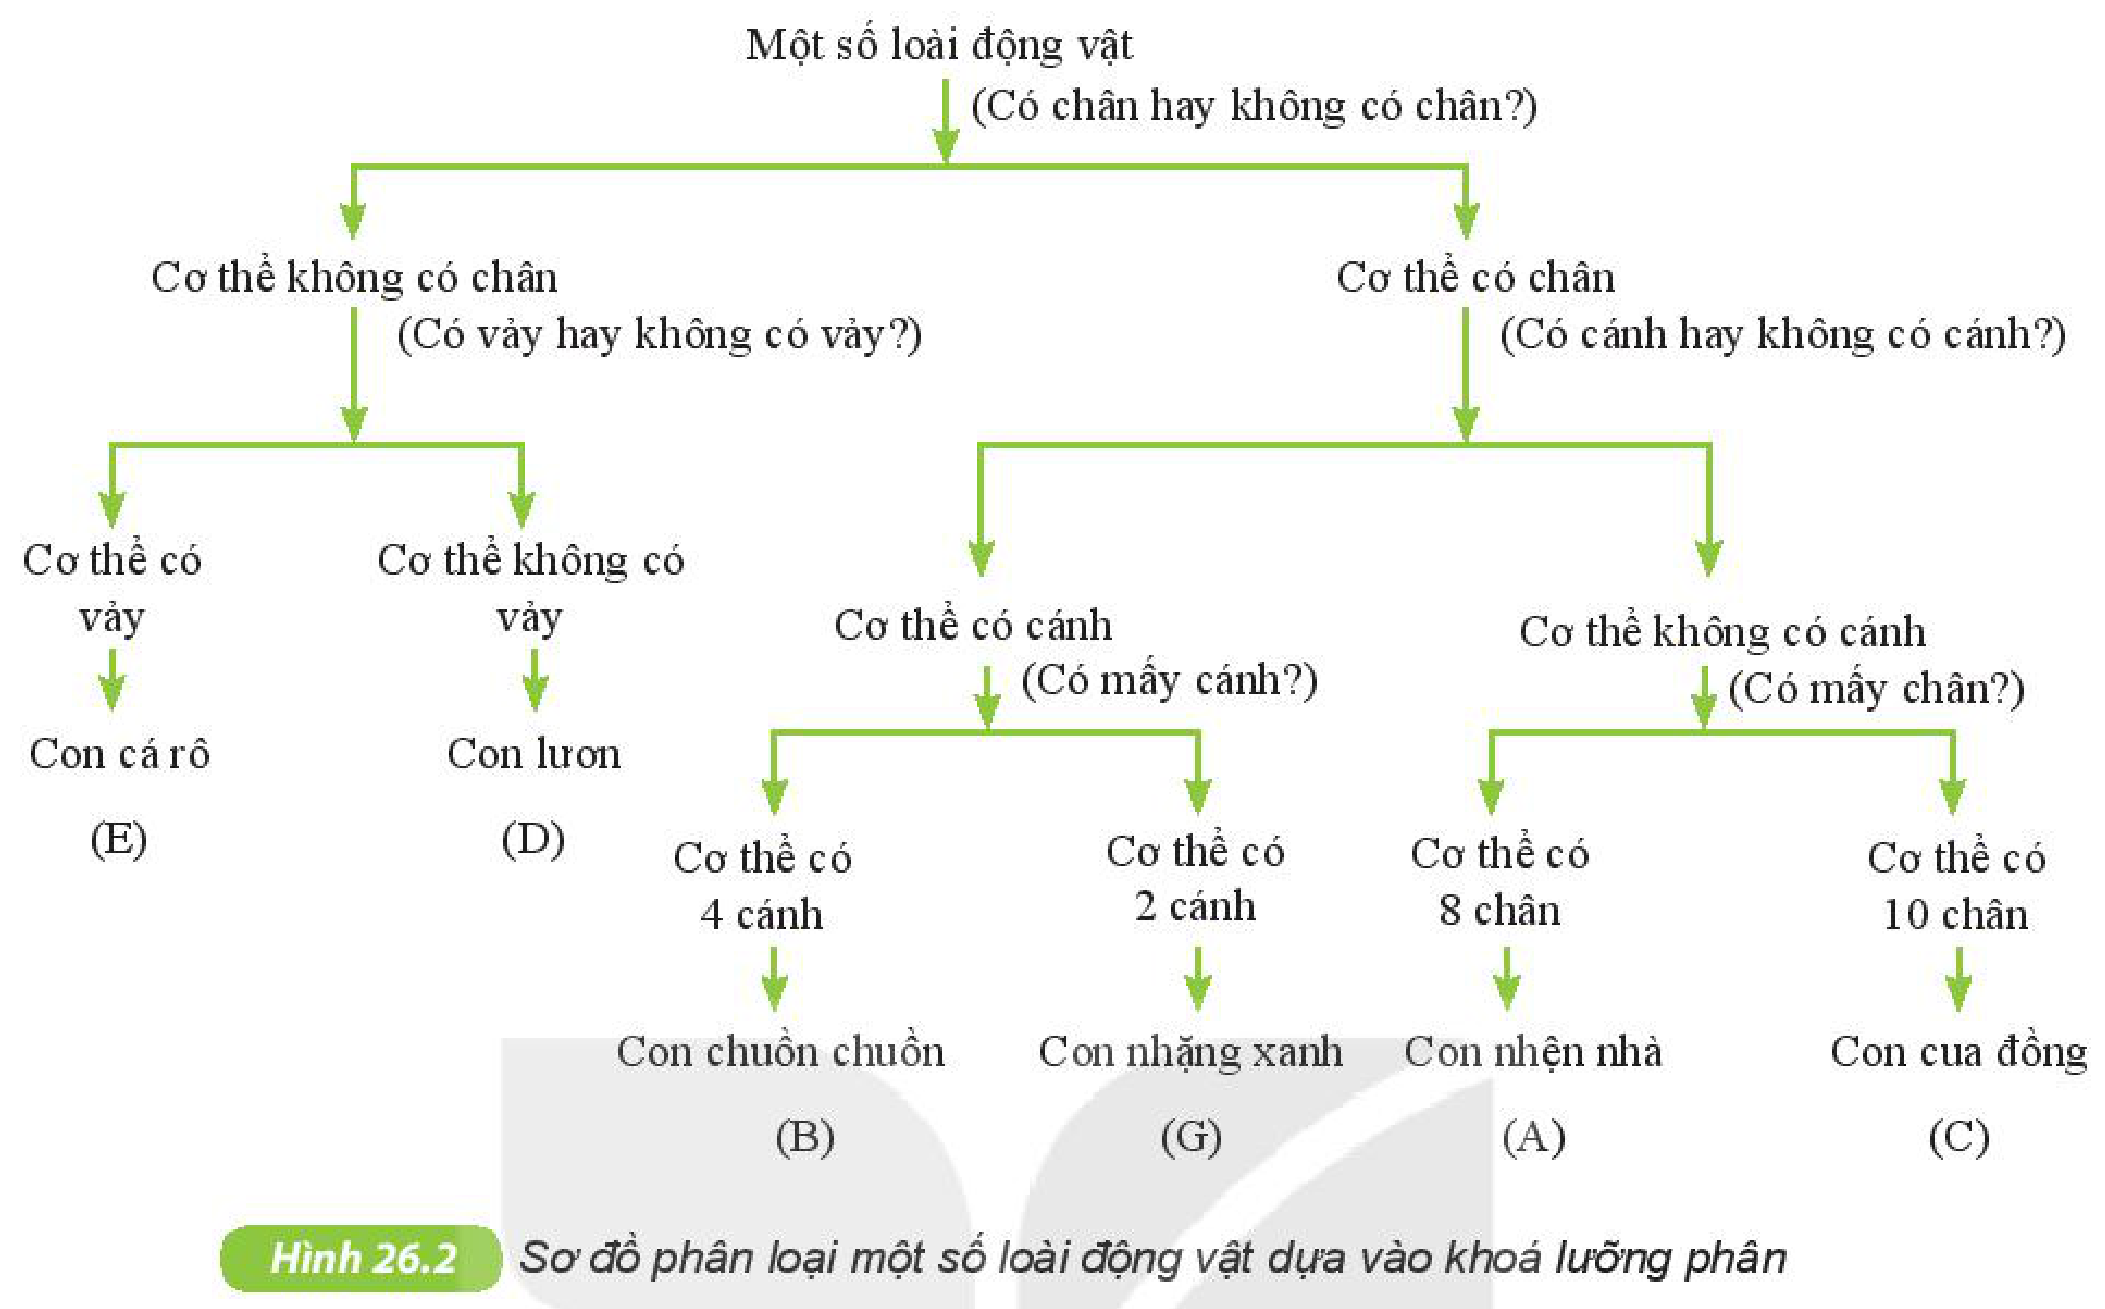 Một số loài động vật
(Có chân hay không có chân?)
Cơ thể không có chân
Cơ thể có chân
(Có vảy hay không có vảy?)
(Có cánh hay không có cánh?)
Cơ thể có
vảy
Cơ thể không có
vảy
Cơ thể có cánh
Cơ thể không có cánh
(Có mấy cánh?)
(Có mấy chân?)
Con cá rô
Con lươn
(E)
(D)
Cơ thể có
4 cánh
Cơ thể có
2 cánh
Cơ thể có
8 chân
Cơ thể có
10 chân
Con chuồn chuồn
Con nhặng xanh
Con nhện nhà
Con cua đồng
(B)
(G)
(A)
(C)
Hình 26.2 Sơ đồ phân loại một số loài động vật dựa vào khoá lưỡng phân